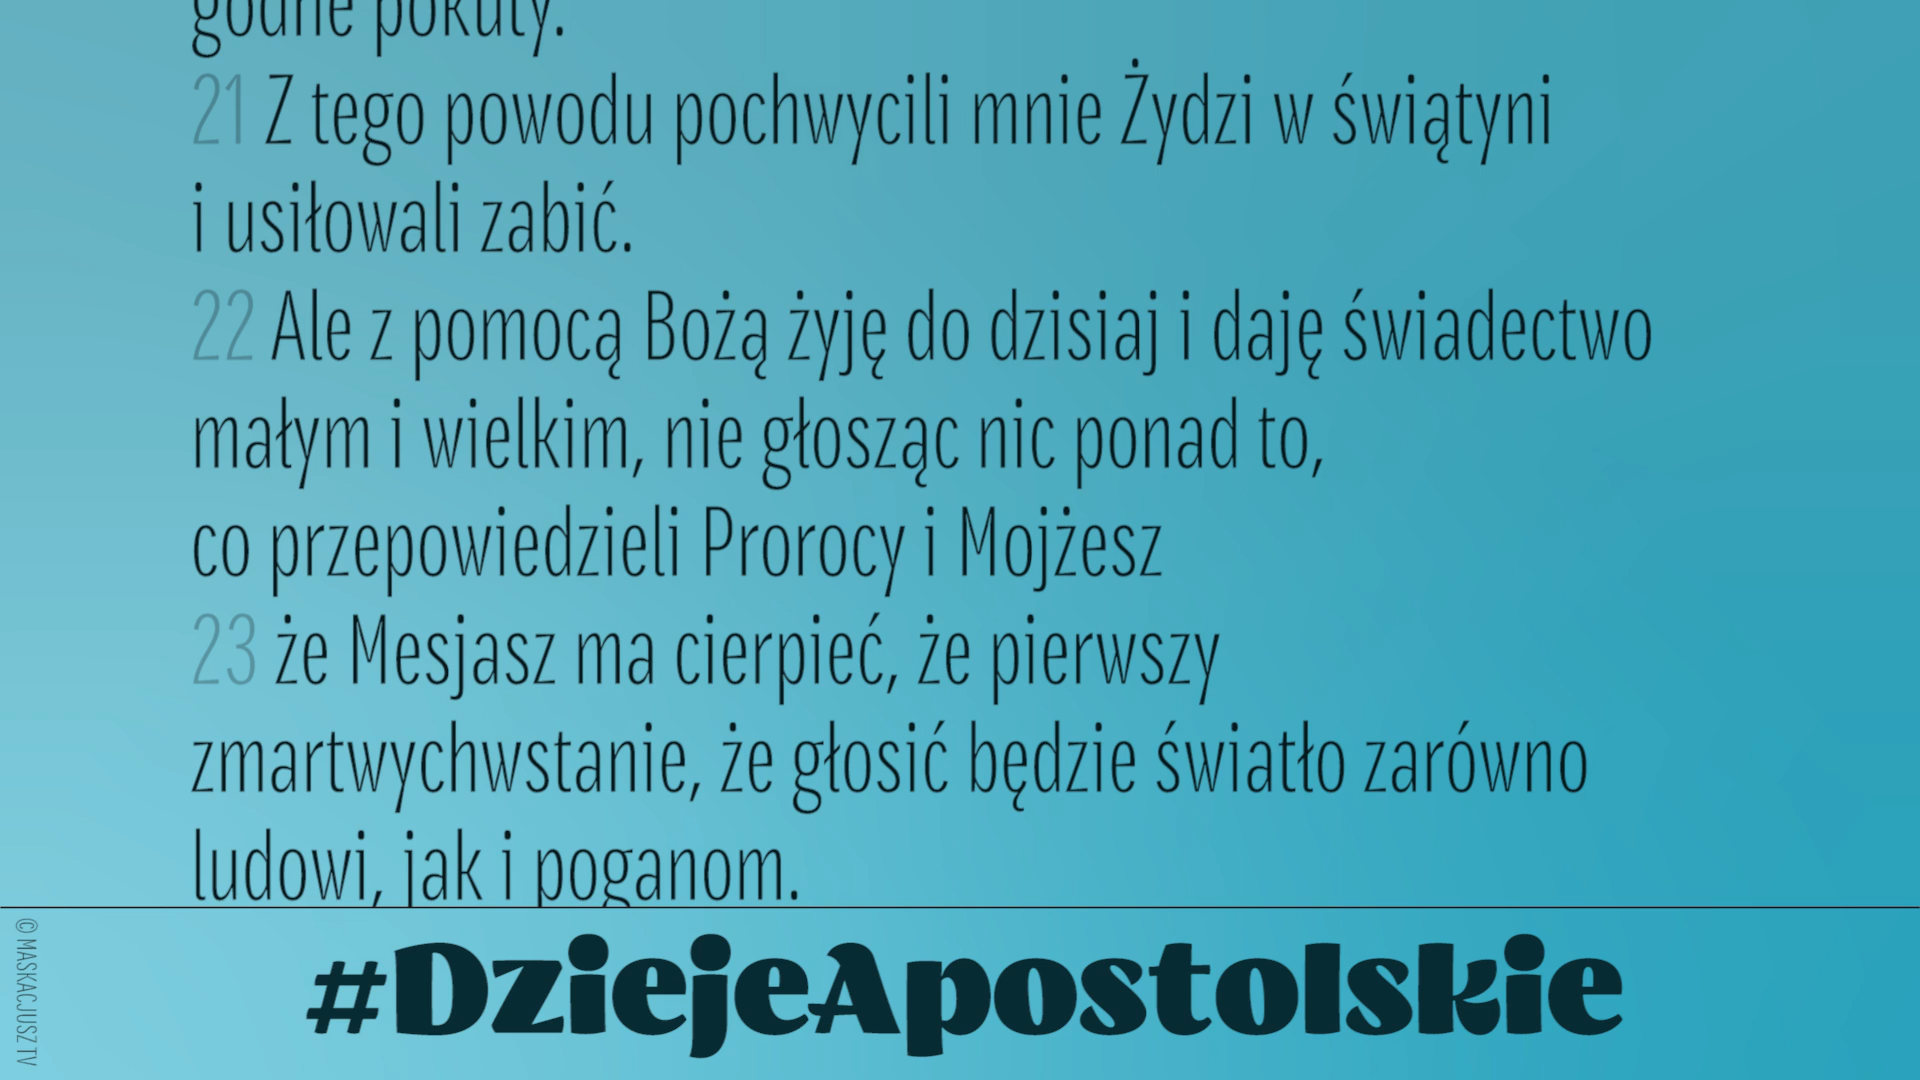 godne pokuty.
21 Z tego powodu pochwycili mnie Żydzi w świątyni
i usiłowali zabić.
22 Ale z pomocą Bożą żyję do dzisiaj i daję świadectwo
małym i wielkim, nie głosząc nic ponad to,
co przepowiedzieli Prorocy i Mojżesz
23 że Mesjasz ma cierpieć, że pierwszy
zmartwychwstanie, że głosić będzie światło zarówno
ludowi, jak i poganom.
#DziejeApostolskie
© MASKACJUSZ TV